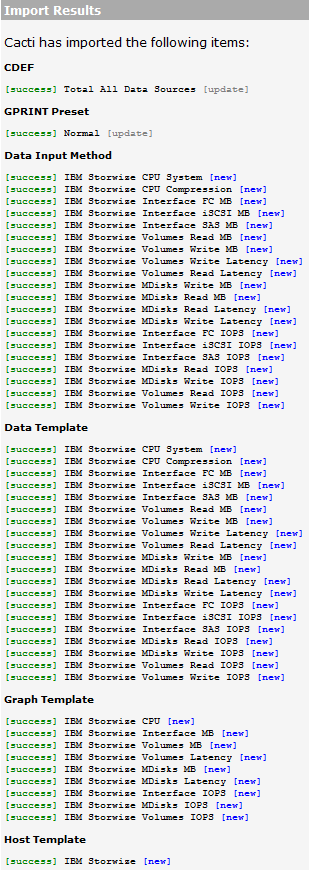 Import Results
Cacti has imported the following items:
CDEF
[success] Total All Data Sources [update]
GPRINT Preset
[success] Normal [update]
Data Input Method
[success] IBM Storwize CPU System [new]
[success] IBM Storwize CPU Compression [new]
[success] IBM Storwize Interface FC MB [new]
[success] IBM Storwize Interface iSCSI MB [new]
[success] IBM Storwize Interface SAS MB [new]
[success] IBM Storwize Volumes Read MB [new]
[success] IBM Storwize Volumes Write MB [new]
[success] IBM Storwize Volumes Write Latency [new]
[success] IBM Storwize Volumes Read Latency [new]
[success] IBM Storwize MDisks Write MB [new]
[success] IBM Storwize MDisks Read MB [new]
[success] IBM Storwize MDisks Read Latency [new]
[success] IBM Storwize MDisks Write Latency [new]
[success] IBM Storwize Interface FC IOPS [new]
[success] IBM Storwize Interface iSCSI IOPS [new]
[success] IBM Storwize Interface SAS IOPS [new]
[success] IBM Storwize MDisks Read IOPS [new]
[success] IBM Storwize MDisks Write IOPS [new]
[success] IBM Storwize Volumes Read IOPS [new]
[success] IBM Storwize Volumes Write IOPS [new]
Data Template
[success] IBM Storwize CPU System [new]
[success] IBM Storwize CPU Compression [new]
[success] IBM Storwize Interface FC MB [new]
[success] IBM Storwize Interface iSCSI MB [new]
[success] IBM Storwize Interface SAS MB [new]
[success] IBM Storwize Volumes Read MB [new]
[success] IBM Storwize Volumes Write MB [new]
[success] IBM Storwize Volumes Write Latency [new]
[success] IBM Storwize Volumes Read Latency [new]
[success] IBM Storwize MDisks Write MB [new]
[success] IBM Storwize MDisks Read MB [new]
[success] IBM Storwize MDisks Read Latency [new]
[success] IBM Storwize MDisks Write Latency [new]
[success] IBM Storwize Interface FC IOPS [new]
[success] IBM Storwize Interface iSCSI IOPS [new]
[success] IBM Storwize Interface SAS IOPS [new]
[success] IBM Storwize MDisks Read IOPS [new]
[success] IBM Storwize MDisks Write IOPS [new]
[success] IBM Storwize Volumes Read IOPS [new]
[success] IBM Storwize Volumes Write IOPS [new]
Graph Template
[success] IBM Storwize CPU [new]
[success] IBM Storwize Interface MB [new]
[success] IBM Storwize Volumes MB [new]
[success] IBM Storwize Volumes Latency [new]
[success] IBM Storwize MDisks MB [new]
[success] IBM Storwize MDisks Latency [new]
[success] IBM Storwize Interface IOPS [new]
[success] IBM Storwize MDisks IOPS [new]
[success] IBM Storwize Volumes IOPS [new]
Host Template
[success] IBM Storwize [new]